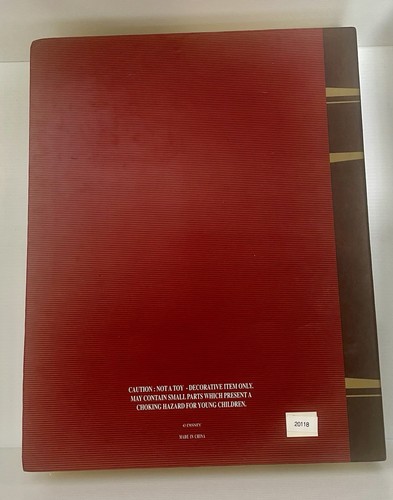 CAUTION : NOT A TOY - DECORATIVE ITEM ONLY.
MAY CONTAIN SMALL PARTS WHICH PRESENT A
CHOKING HAZARD FOR YOUNG CHILDREN.
© DISNEY
MADE IN CHINA
20118